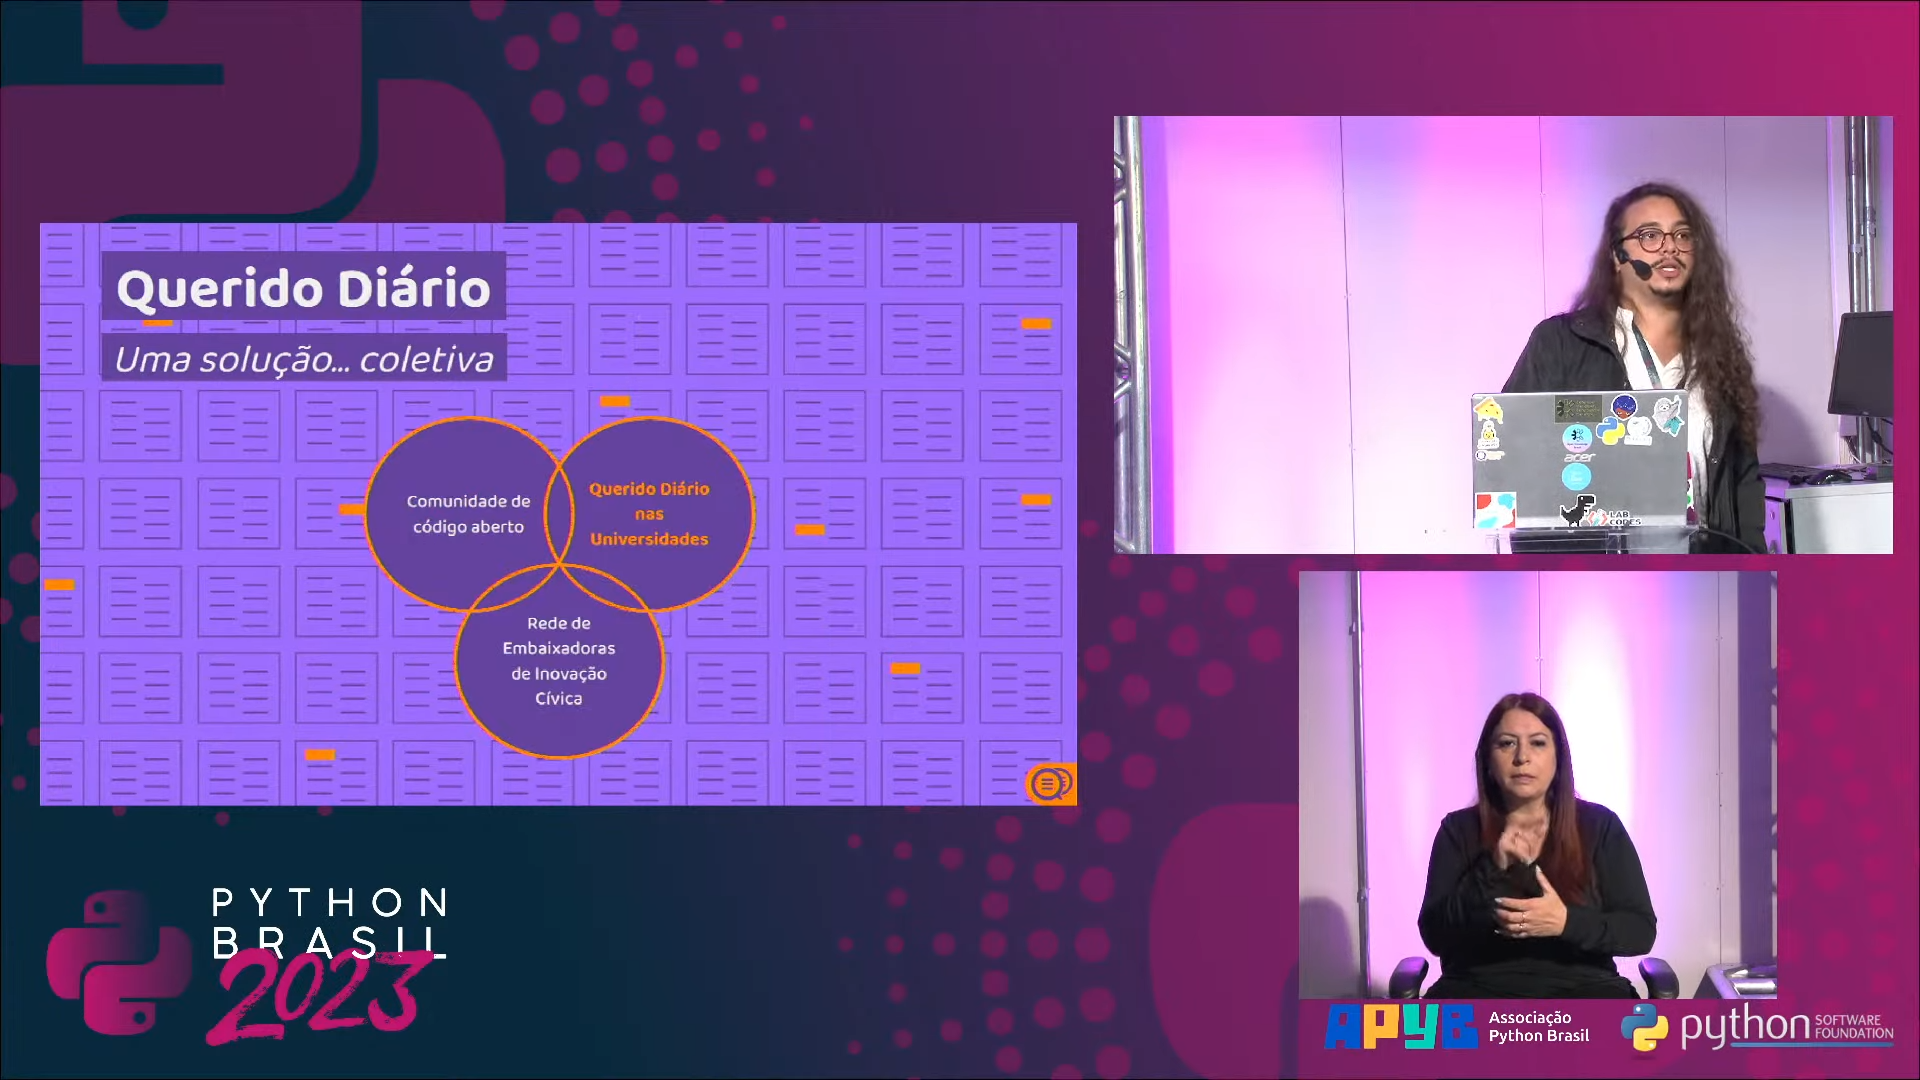 Querido Diário
Uma solução... coletiva
Comunidade de
código aberto
Querido Diário
nas
Universidades
Rede de
Embaixadoras
de Inovação
Cívica
acer
LAB
CODES
PYTHON
BRASIL
2023
APYB
Associação
Python Brasil
python
SOFTWARE
FOUNDATION